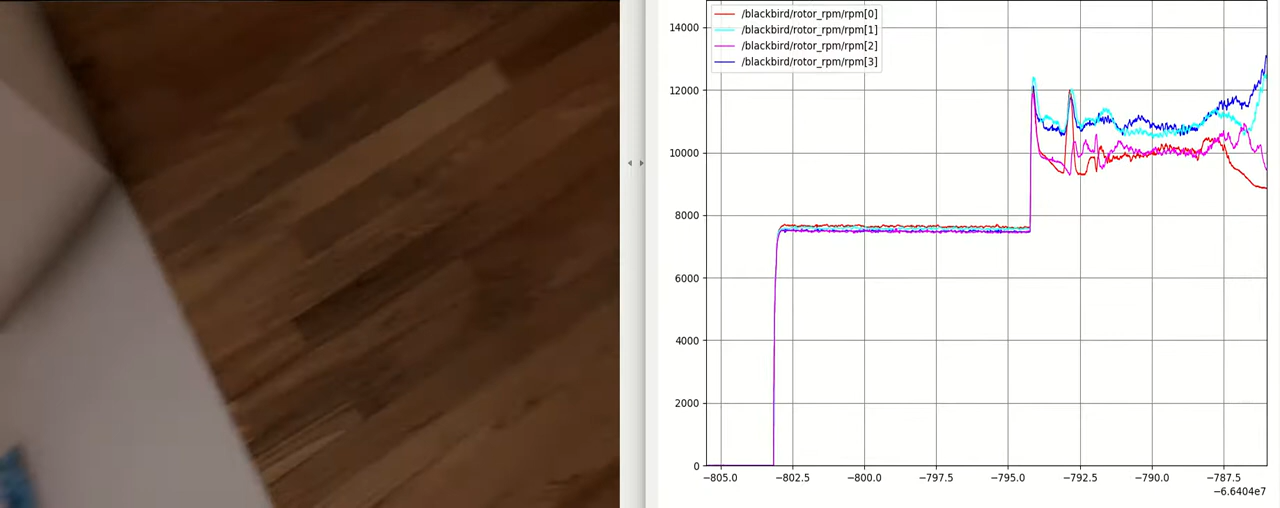 /blackbird/rotor_rpm/rpm[0]
/blackbird/rotor_rpm/rpm[1]
/blackbird/rotor_rpm/rpm[2]
/blackbird/rotor_rpm/rpm[3]
14000
12000
10000
8000
6000
4000
2000
0
−805.0 −802.5 −800.0 −797.5 −795.0 −792.5 −790.0 −787.5
−6.6404e7